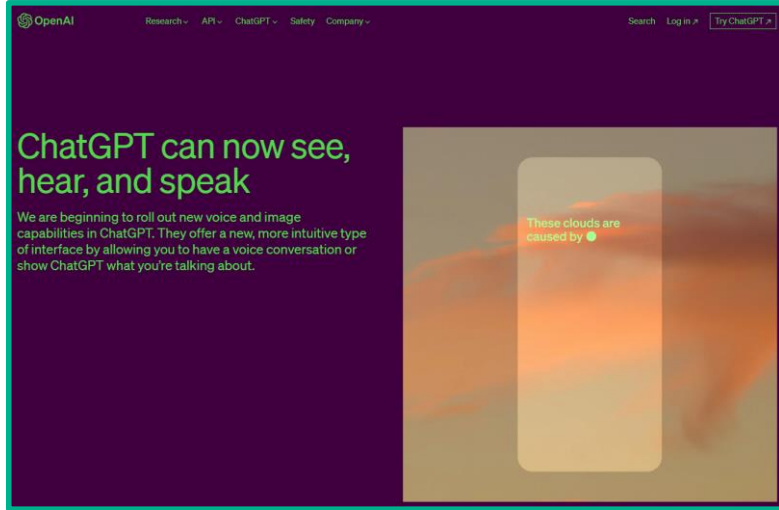 OpenAI Research API ChatGPT Safety Company Search Log in ↗ Try ChatGPT ↗
ChatGPT can now see,
hear, and speak
We are beginning to roll out new voice and image
capabilities in ChatGPT. They offer a new, more intuitive type
of interface by allowing you to have a voice conversation or
show ChatGPT what you're talking about.
These clouds are
caused by ●